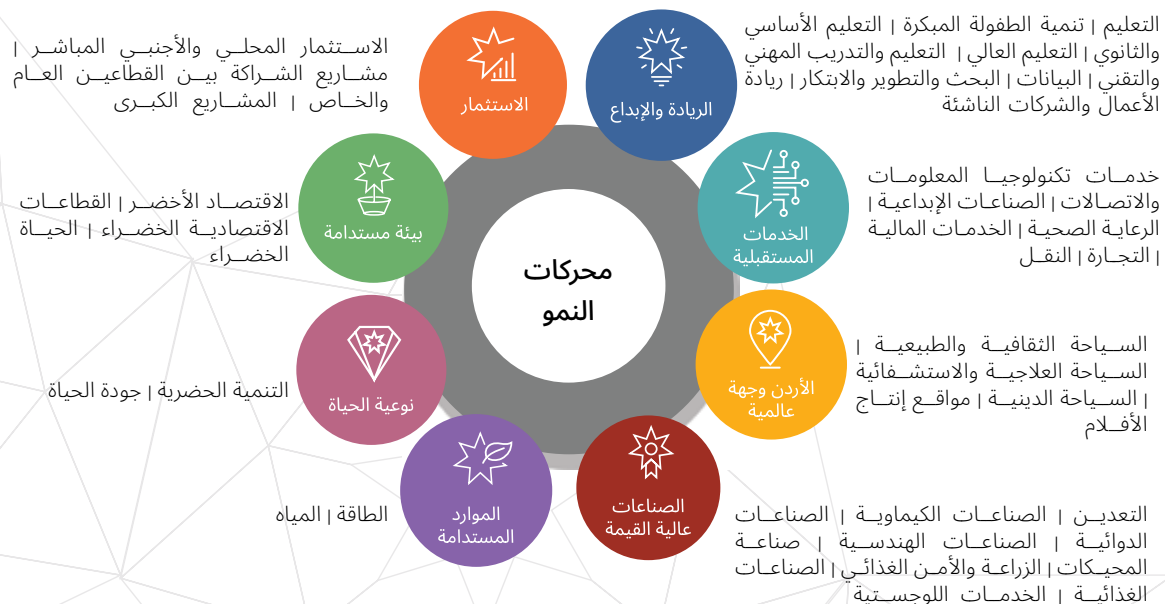 التعليم | تنمية الطفولة المبكرة | التعليم الأساسي
والثانوي | التعليم العالي | التعليم والتدريب المهني
والتقني | البيانات | البحث والتطوير والابتكار | ريادة
الأعمال والشركات الناشئة
الريادة والإبداع
الاستثمار
الاستثمار المحلي والأجنبي المباشر |
مشاريع الشراكة بين القطاعين العام
والخاص | المشاريع الكبرى
خدمات تكنولوجيا المعلومات
والاتصالات | الصناعات الإبداعية |
الرعاية الصحية | الخدمات المالية
| التجارة | النقل
الخدمات
المستقبلية
بيئة مستدامة
الاقتصاد الأخضر | القطاعات
الاقتصادية الخضراء | الحياة
الخضراء
محركات
النمو
السياحة الثقافية والطبيعية |
السياحة العلاجية والاستشفائية
| السياحة الدينية | مواقع إنتاج
الأفلام
الأردن وجهة
عالمية
نوعية الحياة
التنمية الحضرية | جودة الحياة
التعدين | الصناعات الكيماوية | الصناعات
الدوائية | الصناعات الهندسية | صناعة
المحيكات | الزراعة والأمن الغذائي | الصناعات
الغذائية | الخدمات اللوجستية
الصناعات
عالية القيمة
الموارد
المستدامة
الطاقة | المياه